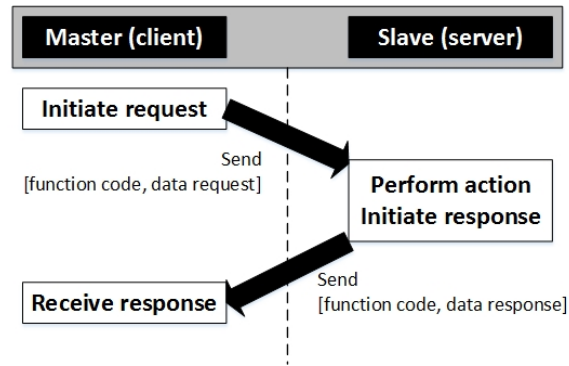 Master (client)
Slave (server)
Initiate request
Send
[function code, data request]
Perform action
Initiate response
Send
[function code, data response]
Receive response